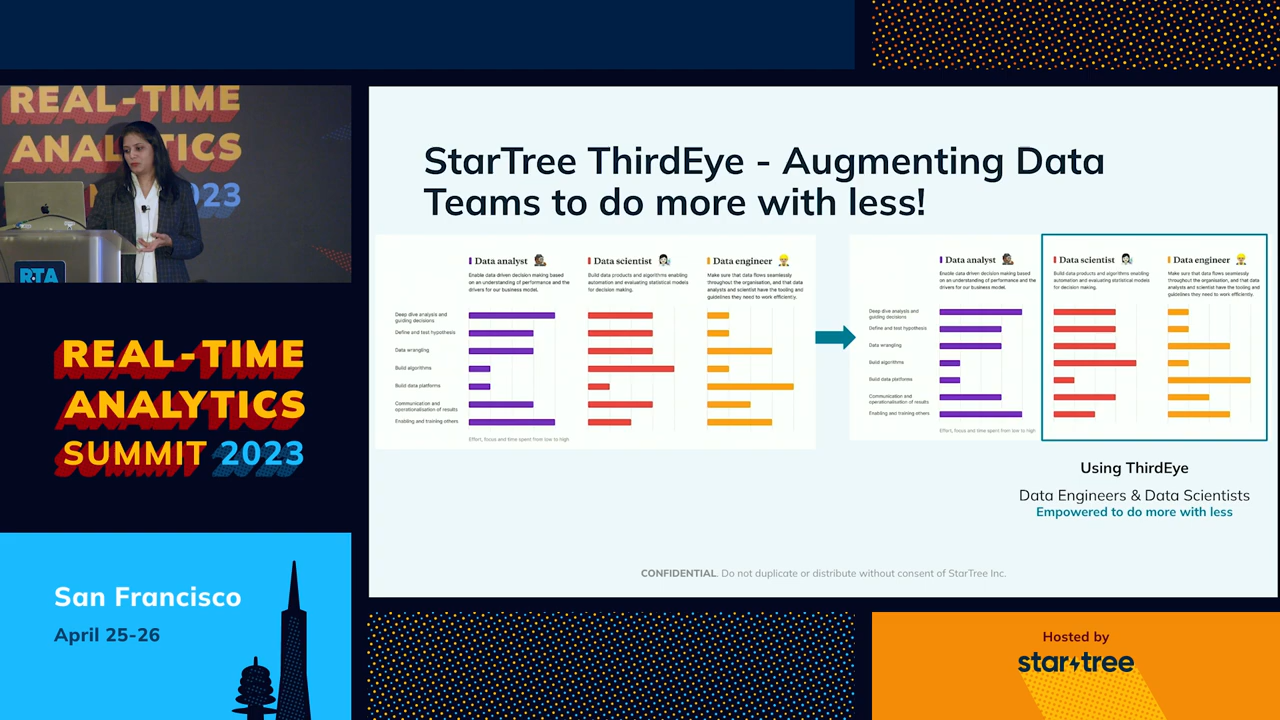 REAL-TIME
ANALYTICS
2023
RTA
REAL-TIME
ANALYTICS
SUMMIT 2023
San Francisco
April 25-26
StarTree ThirdEye - Augmenting Data
Teams to do more with less!
Data analyst
Enable data driven decision making based
on an understanding of performance and the
drivers for our business model.
Data scientist
Build data products and algorithms enabling
automation and evaluating statistical models
for decision making.
Data engineer
Make sure that data flows seamlessly
throughout the organisation, and that data
analysts and scientist have the tooling and
guidelines they need to work efficiently.
Deep dive analysis and
guiding decisions
Define and test hypothesis
Data wrangling
Build algorithms
Build data platforms
Communication and
operationalisation of results
Enabling and training others
Effort, focus and time spent from low to high
Data analyst
Enable data driven decision making based
on an understanding of performance and the
drivers for our business model.
Data scientist
Build data products and algorithms enabling
automation and evaluating statistical models
for decision making.
Data engineer
Make sure that data flows seamlessly
throughout the organisation, and that data
analysts and scientist have the tooling and
guidelines they need to work efficiently.
Deep dive analysis and
guiding decisions
Define and test hypothesis
Data wrangling
Build algorithms
Build data platforms
Communication and
operationalisation of results
Enabling and training others
Effort, focus and time spent from low to high
Using ThirdEye
Data Engineers & Data Scientists
Empowered to do more with less
CONFIDENTIAL. Do not duplicate or distribute without consent of StarTree Inc.
Hosted by
startree